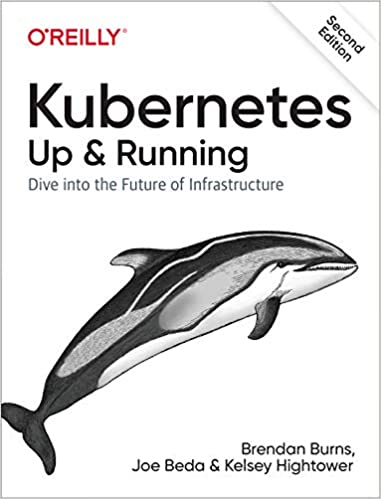 O'REILLY®
Second
Edition
Kubernetes
Up & Running
Dive into the Future of Infrastructure
Brendan Burns,
Joe Beda & Kelsey Hightower